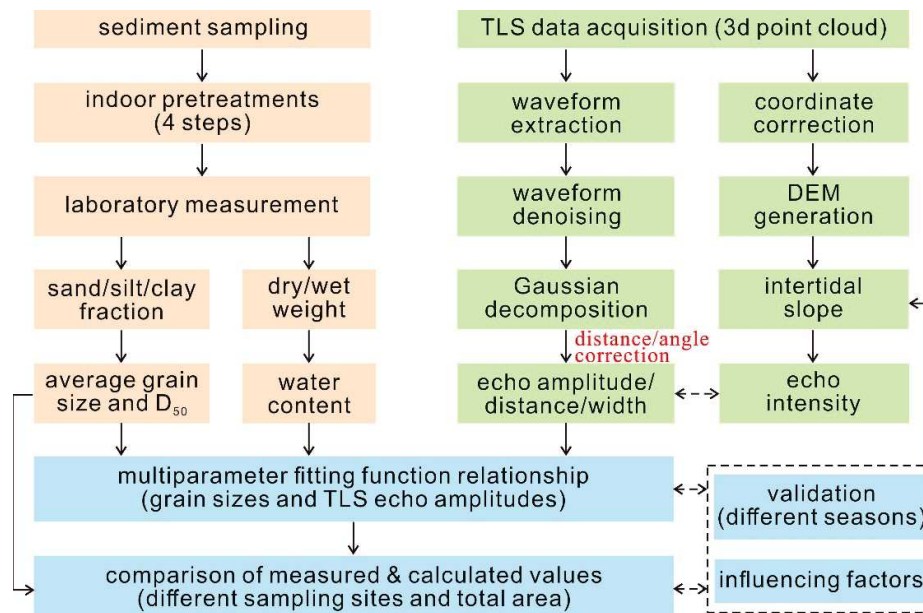 sediment sampling
TLS data acquisition (3d point cloud)
indoor pretreatments
(4 steps)
waveform
extraction
coordinate
corrrection
laboratory measurement
waveform
denoising
DEM
generation
sand/silt/clay
fraction
dry/wet
weight
Gaussian
decomposition
intertidal
slope
distance/angle
correction
average grain
size and D₅₀
water
content
echo amplitude/
distance/width
echo
intensity
multiparameter fitting function relationship
(grain sizes and TLS echo amplitudes)
validation
(different seasons)
comparison of measured & calculated values
(different sampling sites and total area)
influencing factors